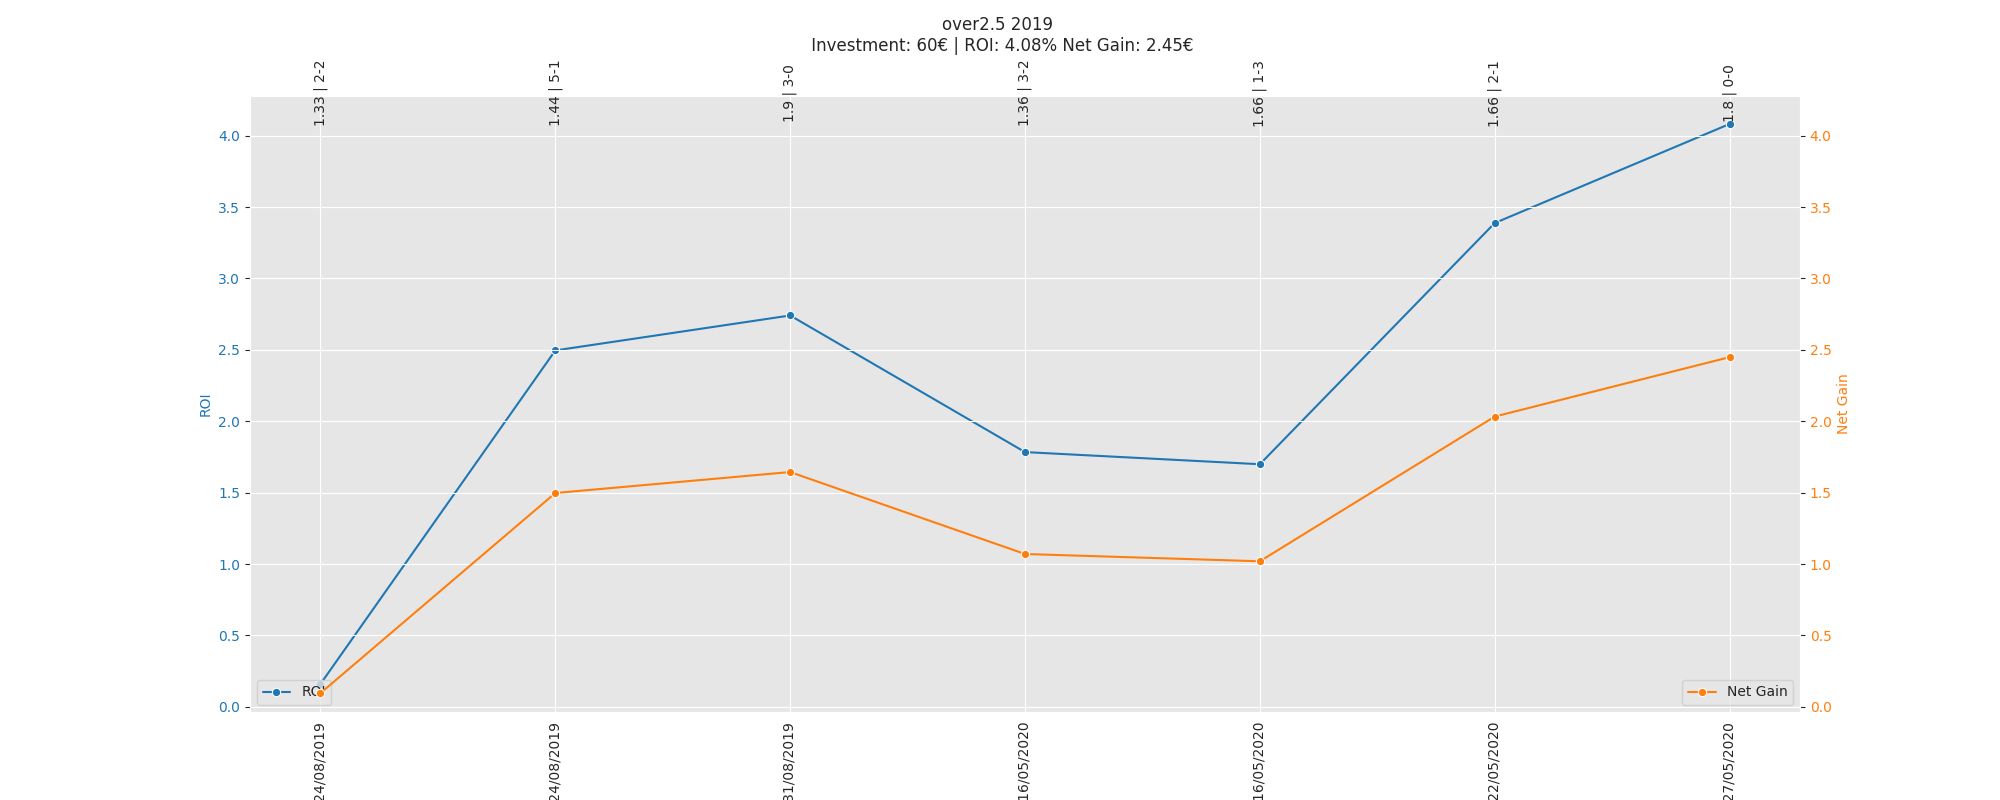 over2.5 2019
Investment: 60€ | ROI: 4.08% Net Gain: 2.45€
1.33 | 2-2
1.44 | 5-1
1.9 | 3-0
1.36 | 3-2
1.66 | 1-3
1.66 | 2-1
1.8 | 0-0
4.0
3.5
3.0
2.5
2.0
1.5
1.0
0.5
0.0
ROI
4.0
3.5
3.0
2.5
2.0
1.5
1.0
0.5
0.0
Net Gain
ROI
Net Gain
24/08/2019
24/08/2019
31/08/2019
16/05/2020
16/05/2020
22/05/2020
27/05/2020